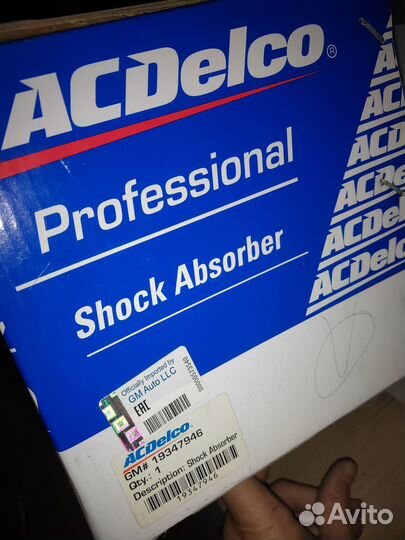 ACDelco®
Professional
Shock Absorber
ACDelco
ACDelco
ACDelco
ACDelco
ACDelco
ACDelco
Officially Imported by
GM Auto LLC
EAC
ACDelco
GM# 19347946
Qty.: 1
Description: Shock Absorber
19347946
Avito